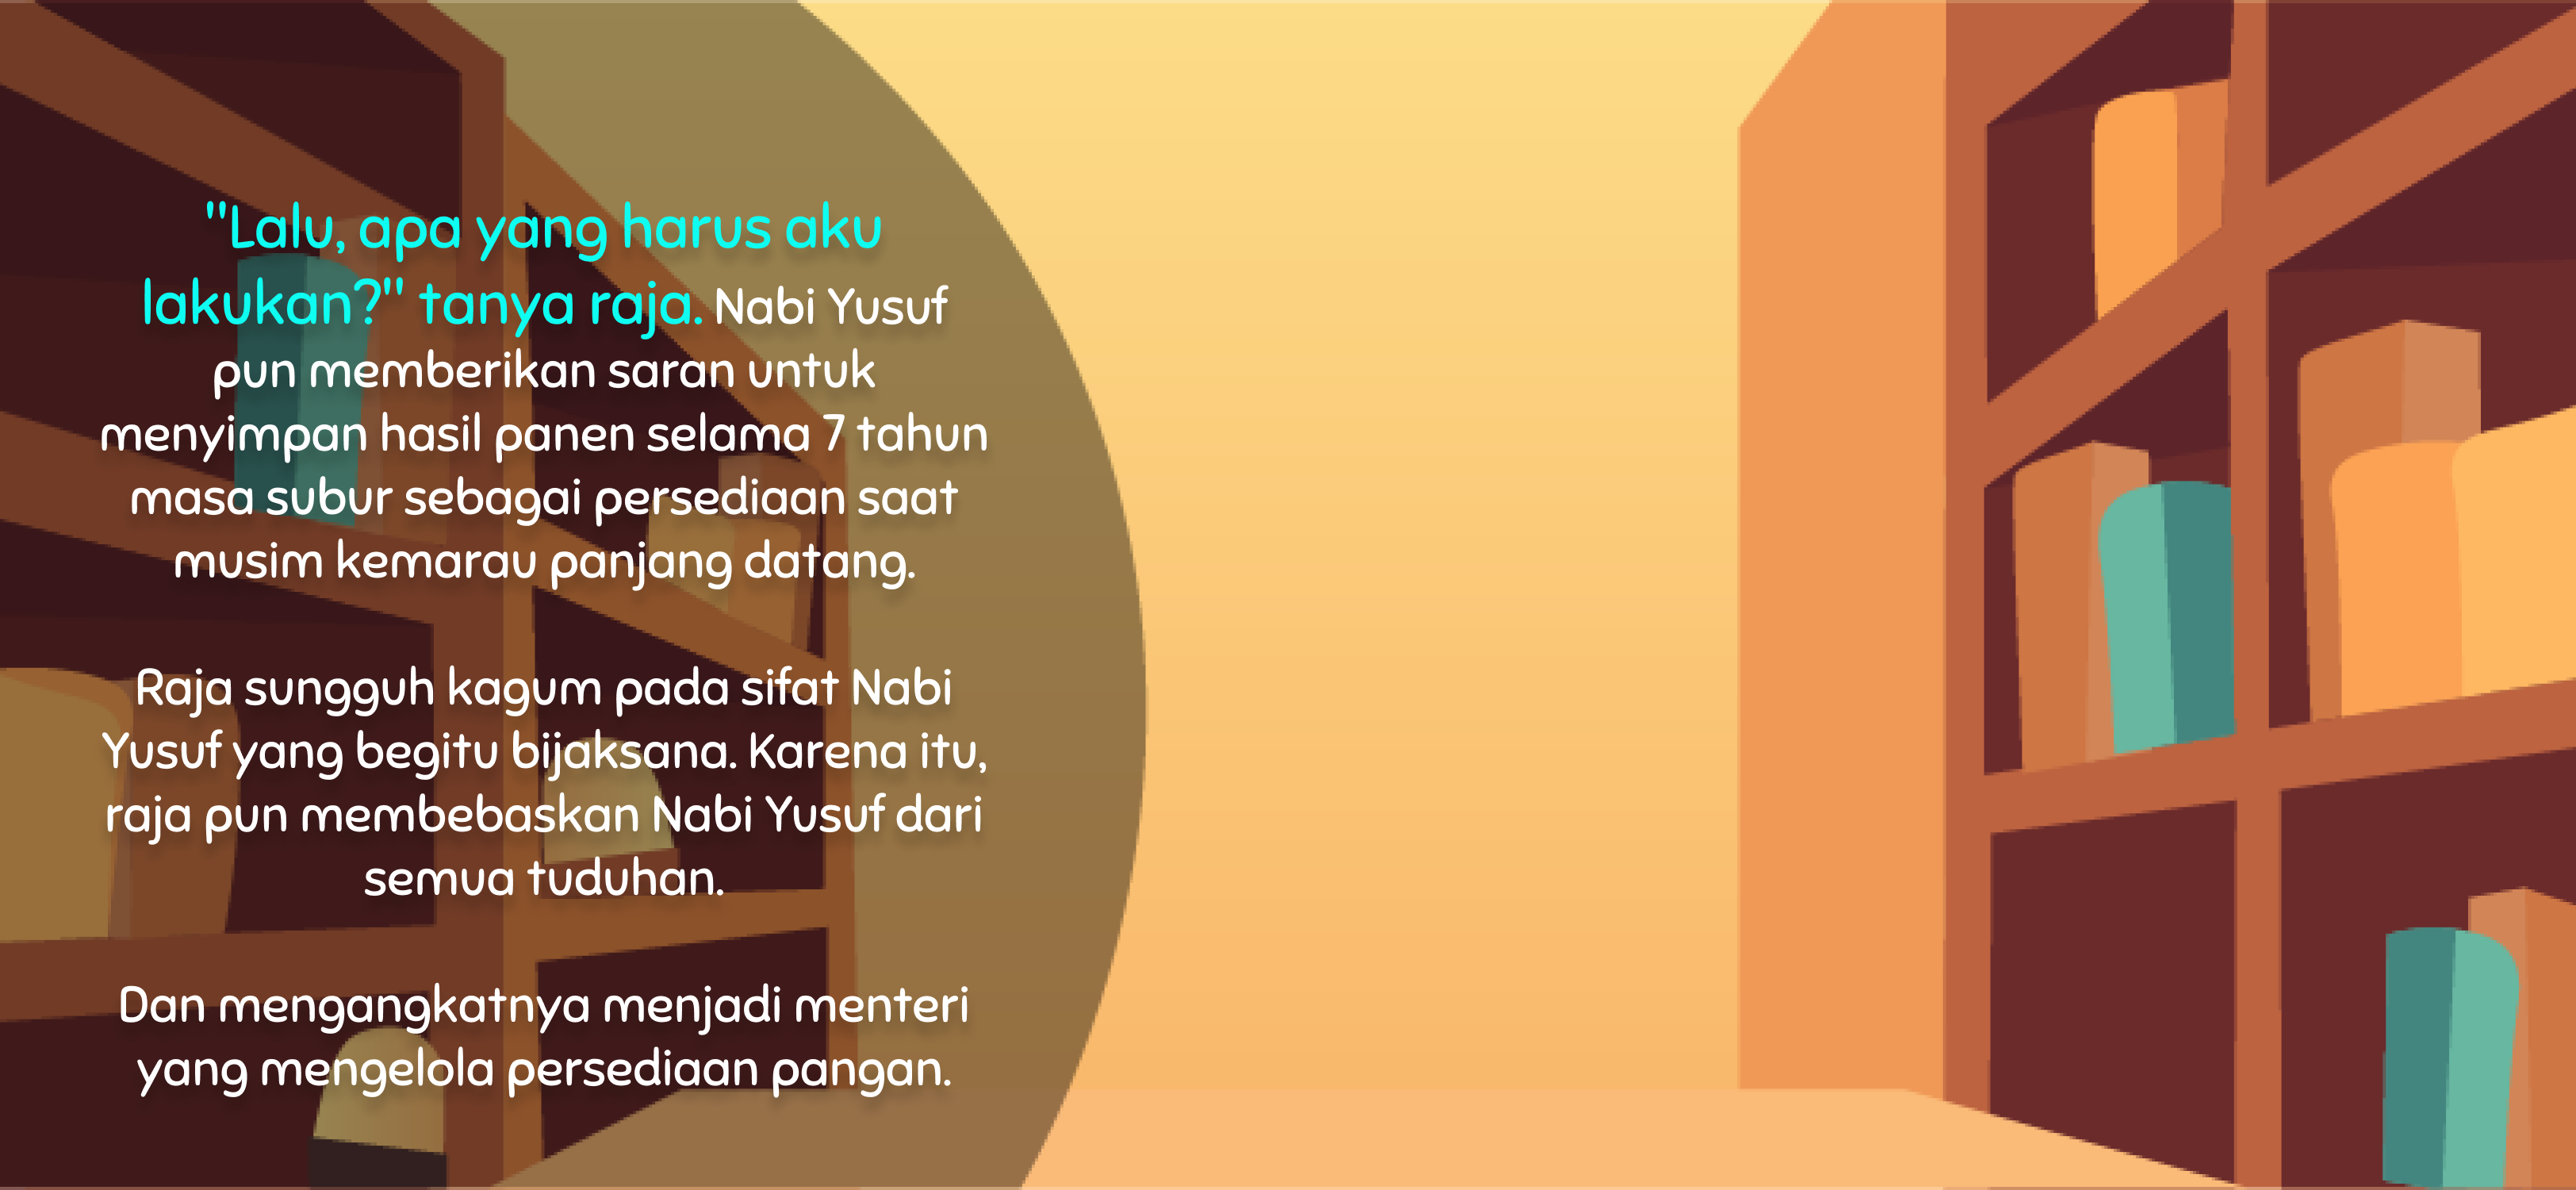 "Lalu, apa yang harus aku
lakukan?" tanya raja. Nabi Yusuf
pun memberikan saran untuk
menyimpan hasil panen selama 7 tahun
masa subur sebagai persediaan saat
musim kemarau panjang datang.
Raja sungguh kagum pada sifat Nabi
Yusuf yang begitu bijaksana. Karena itu,
raja pun membebaskan Nabi Yusuf dari
semua tuduhan.
Dan mengangkatnya menjadi menteri
yang mengelola persediaan pangan.